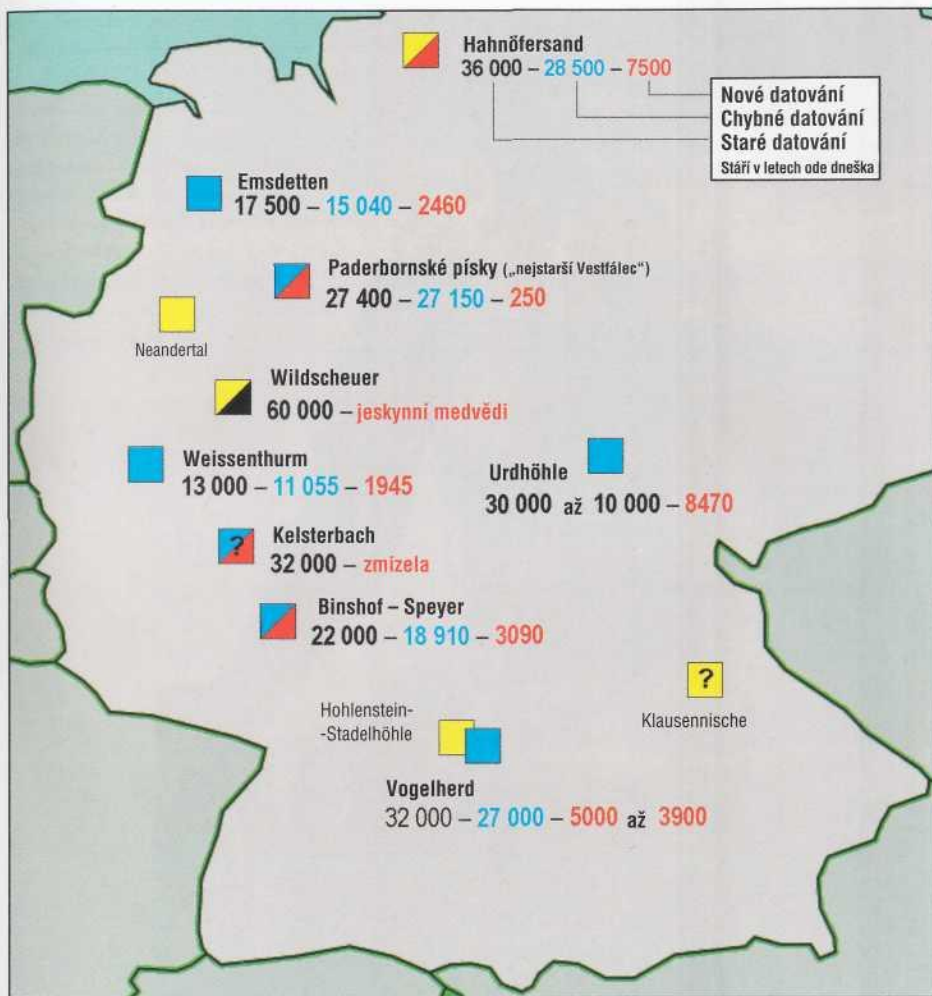 Hahnöfersand
36 000 – 28 500 – 7500
Nové datování
Chybné datování
Staré datování
Stáří v letech ode dneška
Emsdetten
17 500 – 15 040 – 2460
Paderbornské písky („nejstarší Vestfálec“)
27 400 – 27 150 – 250
Neandertal
Wildscheuer
60 000 – jeskynní medvědi
Weissenthurm
13 000 – 11 055 – 1945
Urdhöhle
30 000 až 10 000 – 8470
?
Kelsterbach
32 000 – zmizela
Binshof – Speyer
22 000 – 18 910 – 3090
?
Klausennische
Hohlenstein-
-Stadelhöhle
Vogelherd
32 000 – 27 000 – 5000 až 3900